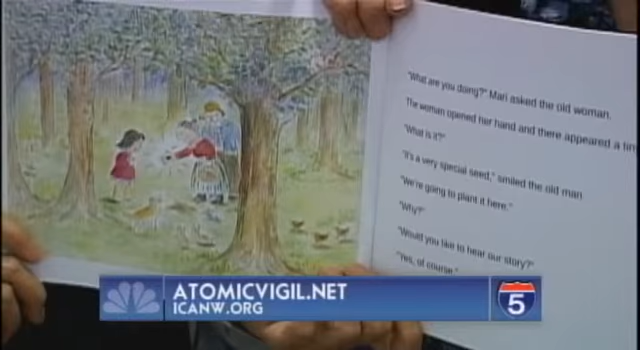 "What are you doing?" Mari asked the old woman.
The woman opened her hand and there appeared a
"What is it?"
"It's a very special seed," smiled the old man
"We're going to plant it here."
"Why?"
"Would you like to hear our story?"
"Yes, of course."
ATOMICVIGIL.NET
ICANW.ORG
5